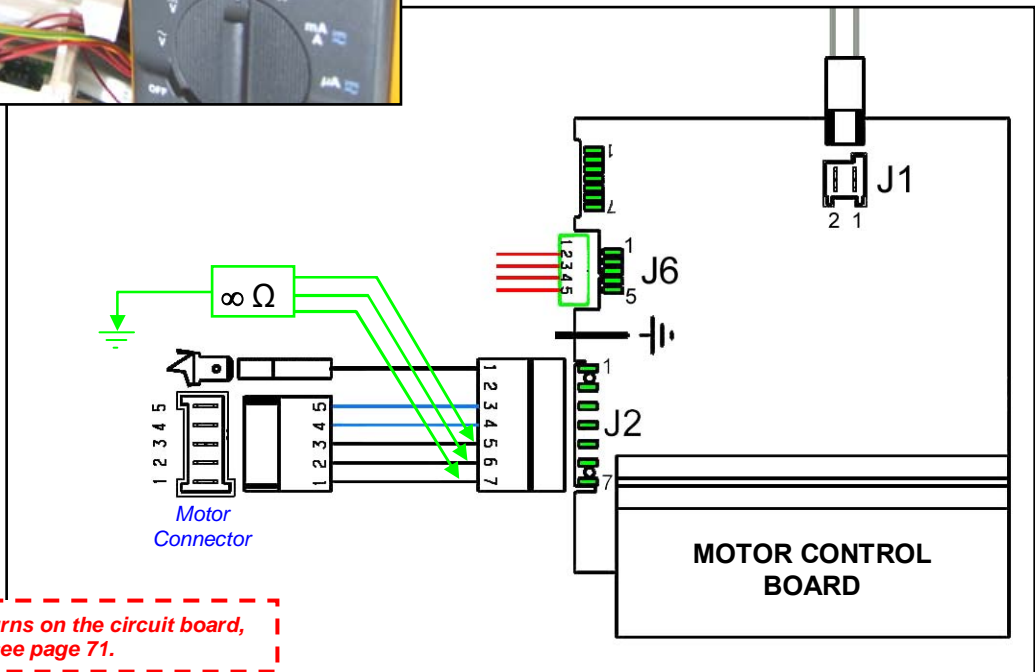 Ṽ
mA
A
µA
OFF
1
7
J1
2 1
1
2
3
4
5
1
J6
5
∞ Ω
1
2
3
4
5
6
7
1
J2
7
5
4
3
2
1
5
4
3
2
1
Motor
Connector
MOTOR CONTROL
BOARD
rns on the circuit board,
ee page 71.